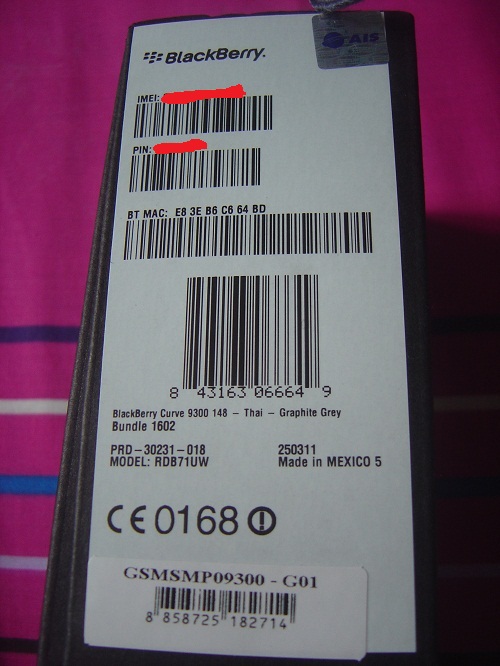 BlackBerry.
AIS
IMEI:
PIN:
BT MAC: E8 3E B6 C6 64 BD
8 43163 06664 9
BlackBerry Curve 9300 148 - Thai - Graphite Grey
Bundle 1602
PRD-30231-018 250311
MODEL: RDB71UW Made in MEXICO 5
CE0168
GSMSMP09300 - G01
8 858725 182714